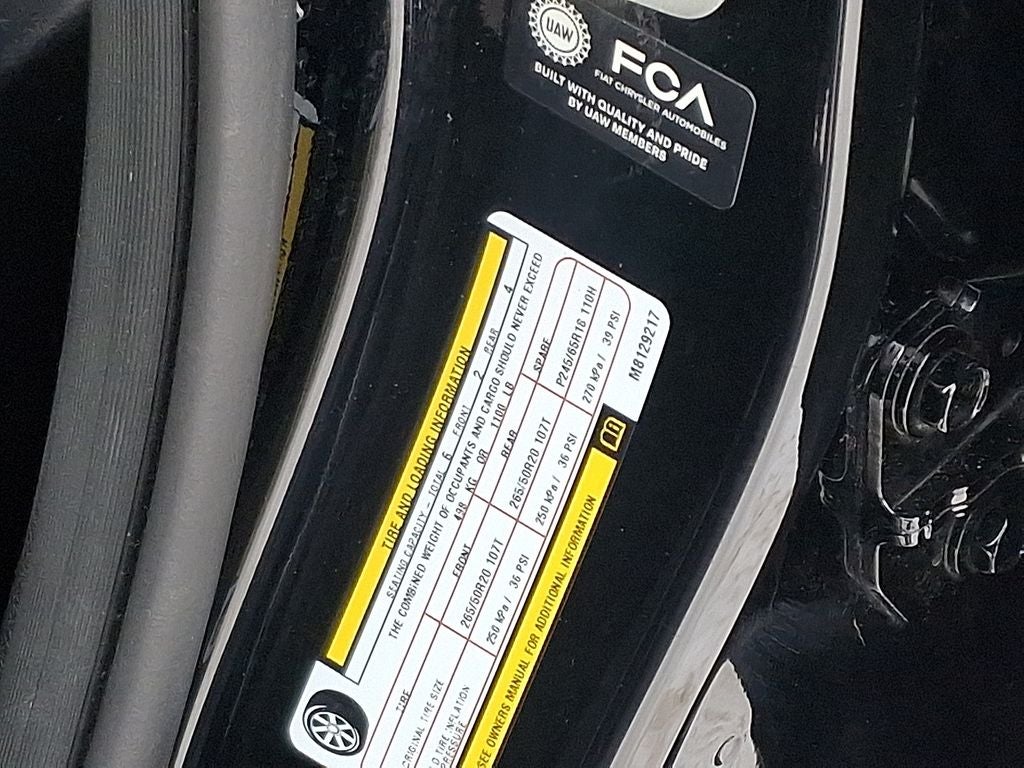 UAW
FCA
FIAT CHRYSLER AUTOMOBILES
BUILT WITH QUALITY AND PRIDE
BY UAW MEMBERS
TIRE AND LOADING INFORMATION
SEATING CAPACITY - TOTAL 6 FRONT 2 REAR 4
THE COMBINED WEIGHT OF OCCUPANTS AND CARGO SHOULD NEVER EXCEED
498 KG OR 1100 LB
TIRE FRONT REAR SPARE
ORIGINAL TIRE SIZE 265/50R20 107T 265/50R20 107T P245/65R18 110H
D TIRE INFLATION
PRESSURE 250 kPa / 36 PSI 250 kPa / 36 PSI 270 kPa / 39 PSI
SEE OWNERS MANUAL FOR ADDITIONAL INFORMATION
M8129217